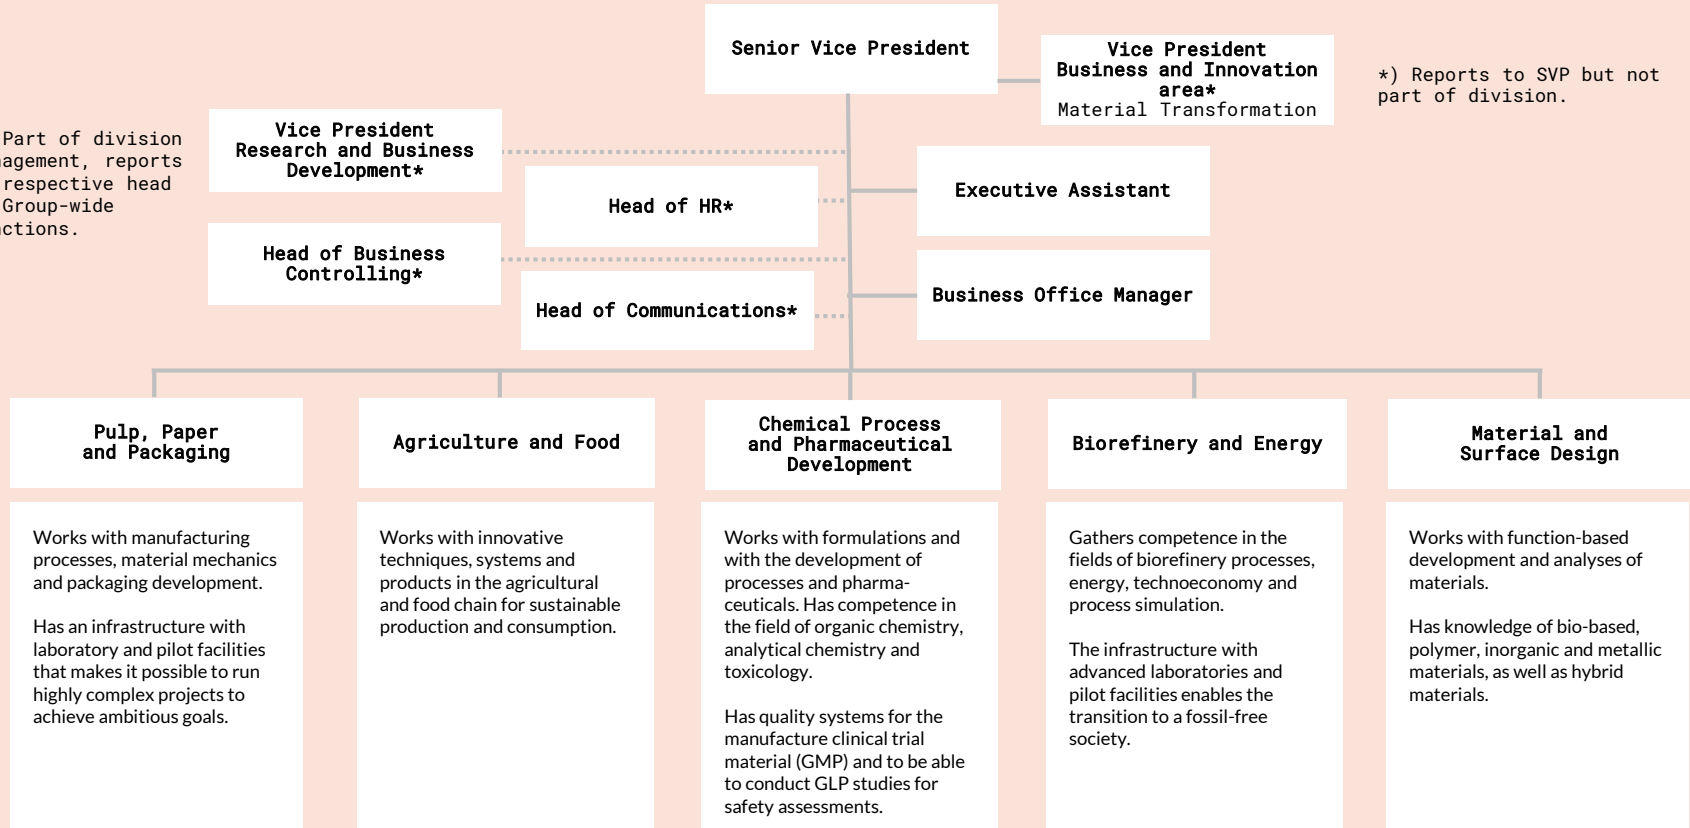 Senior Vice President
Vice President
Business and Innovation
area*
Material Transformation
*) Reports to SVP but not
part of division.
Part of division
reports
respective head
Group-wide
Vice President
Research and Business
Development*
Head of HR*
Executive Assistant
Head of Business
Controlling*
Head of Communications*
Business Office Manager
Pulp, Paper
and Packaging
Works with manufacturing
processes, material mechanics
and packaging development.
Has an infrastructure with
laboratory and pilot facilities
that makes it possible to run
highly complex projects to
achieve ambitious goals.
Agriculture and Food
Works with innovative
techniques, systems and
products in the agricultural
and food chain for sustainable
production and consumption.
Chemical Process
and Pharmaceutical
Development
Works with formulations and
with the development of
processes and pharma-
ceuticals. Has competence in
the field of organic chemistry,
analytical chemistry and
toxicology.
Has quality systems for the
manufacture clinical trial
material (GMP) and to be able
to conduct GLP studies for
safety assessments.
Biorefinery and Energy
Gathers competence in the
fields of biorefinery processes,
energy, technoeconomy and
process simulation.
The infrastructure with
advanced laboratories and
pilot facilities enables the
transition to a fossil-free
society.
Material and
Surface Design
Works with function-based
development and analyses of
materials.
Has knowledge of bio-based,
polymer, inorganic and metallic
materials, as well as hybrid
materials.